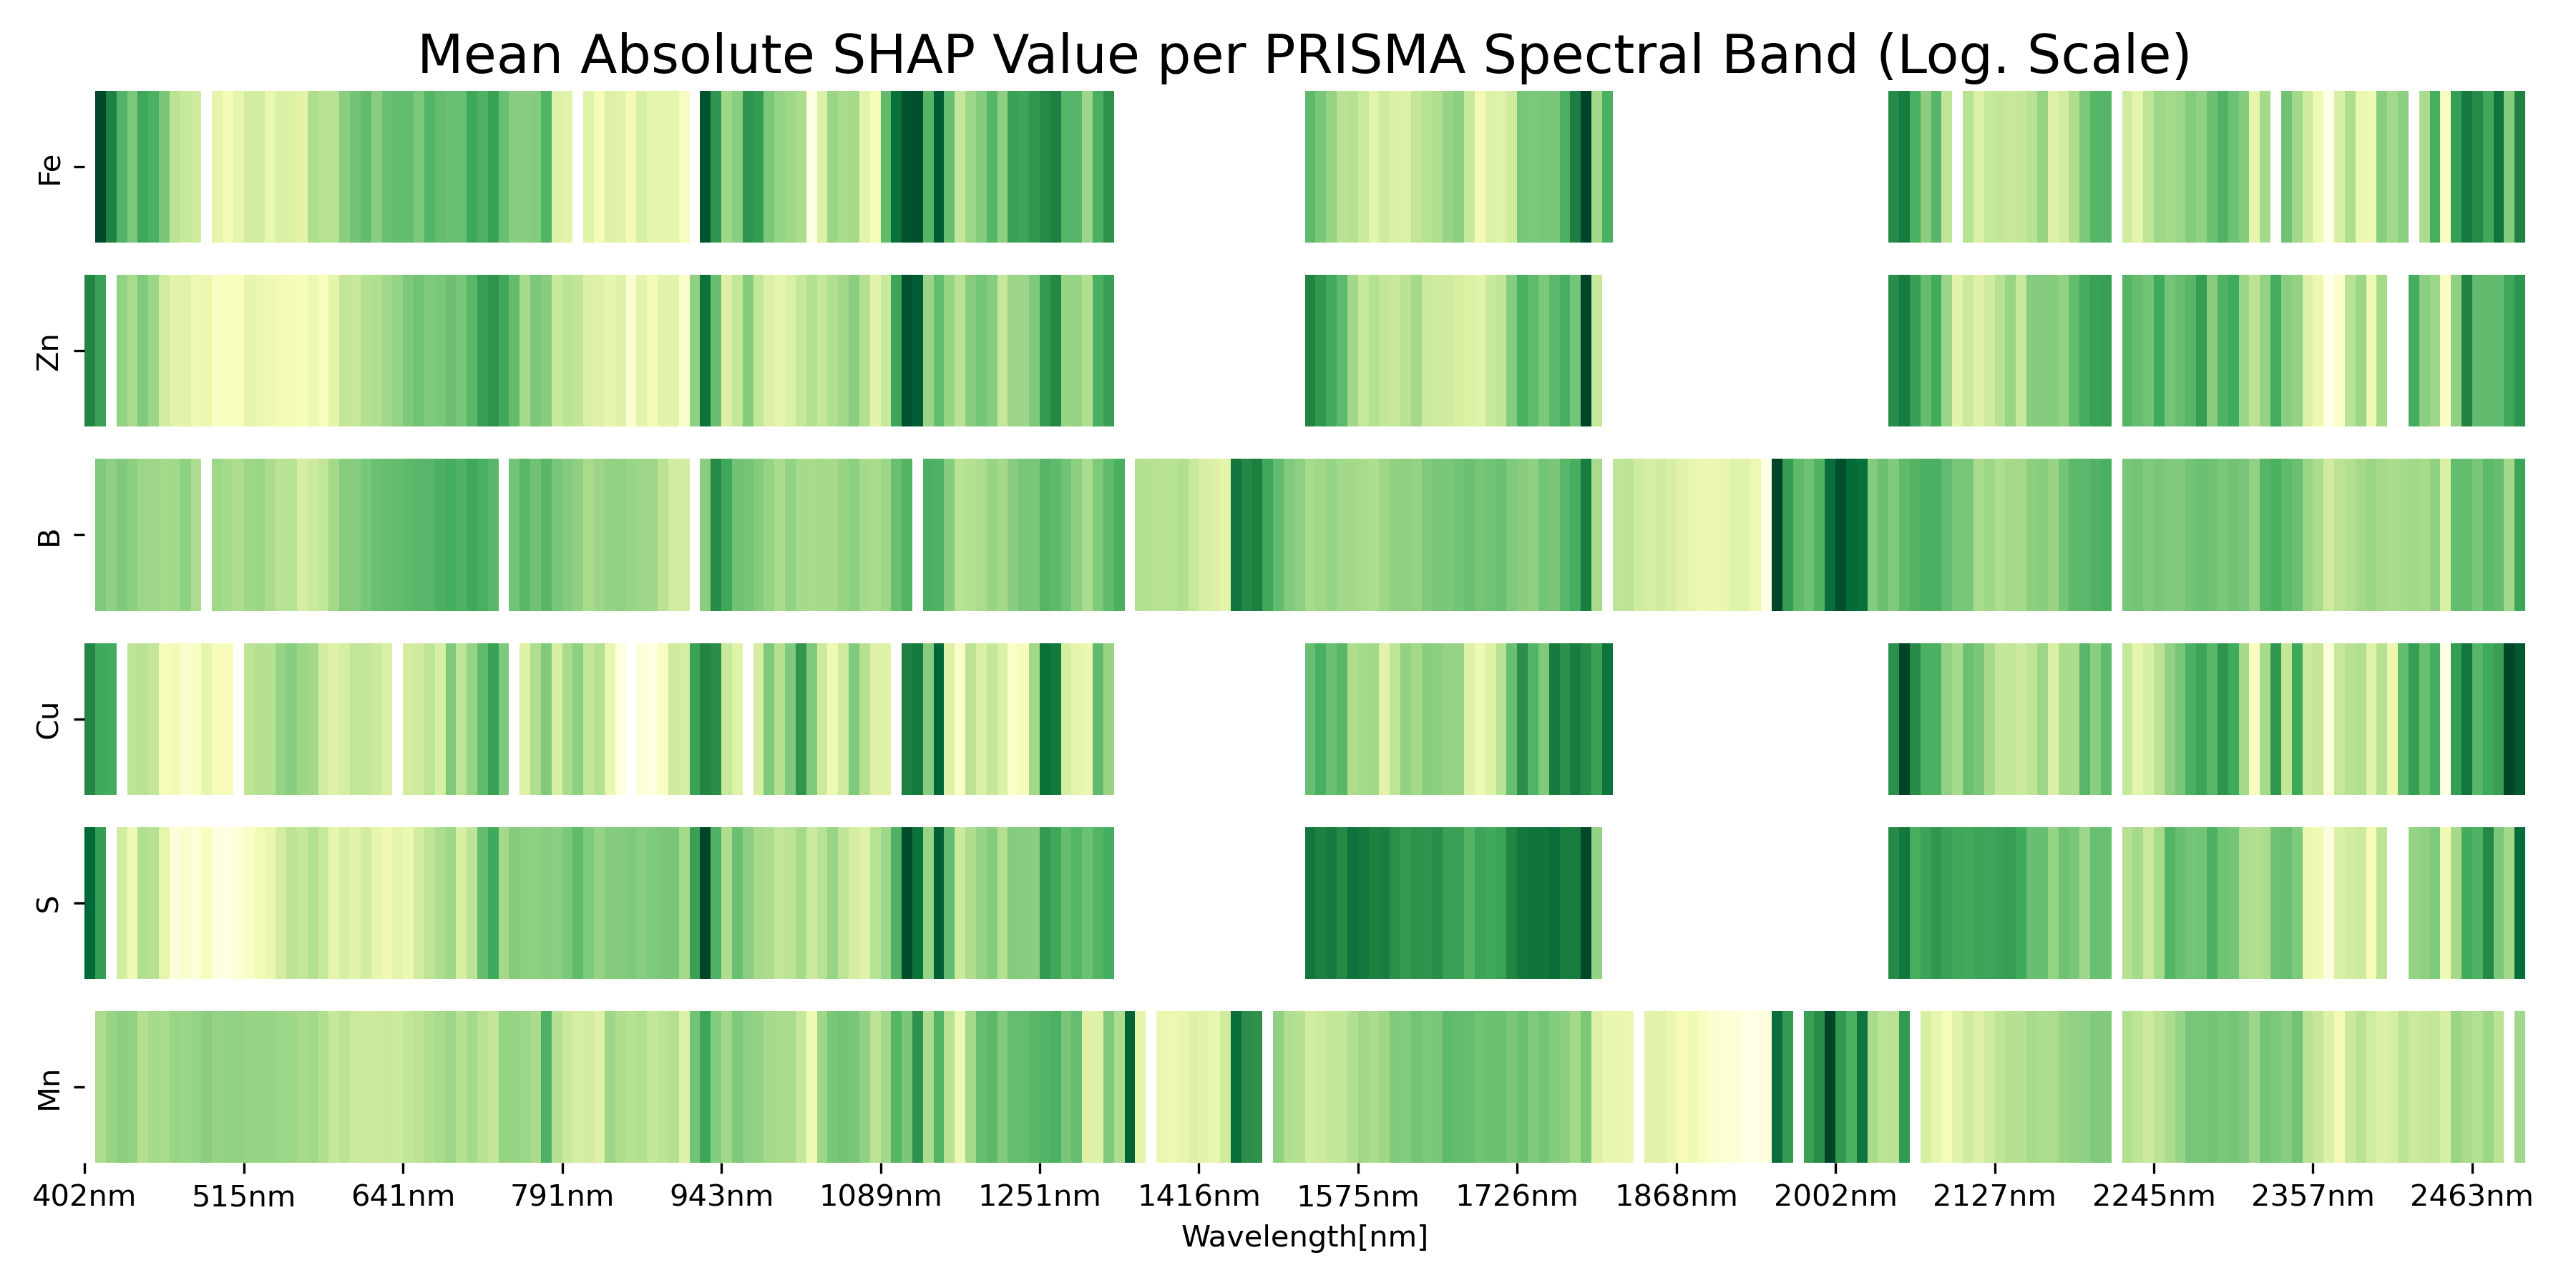 Mean Absolute SHAP Value per PRISMA Spectral Band (Log. Scale)
Fe
Zn
B
Cu
S
Mn
402nm 515nm 641nm 791nm 943nm 1089nm 1251nm 1416nm 1575nm 1726nm 1868nm 2002nm 2127nm 2245nm 2357nm 2463nm
Wavelength[nm]